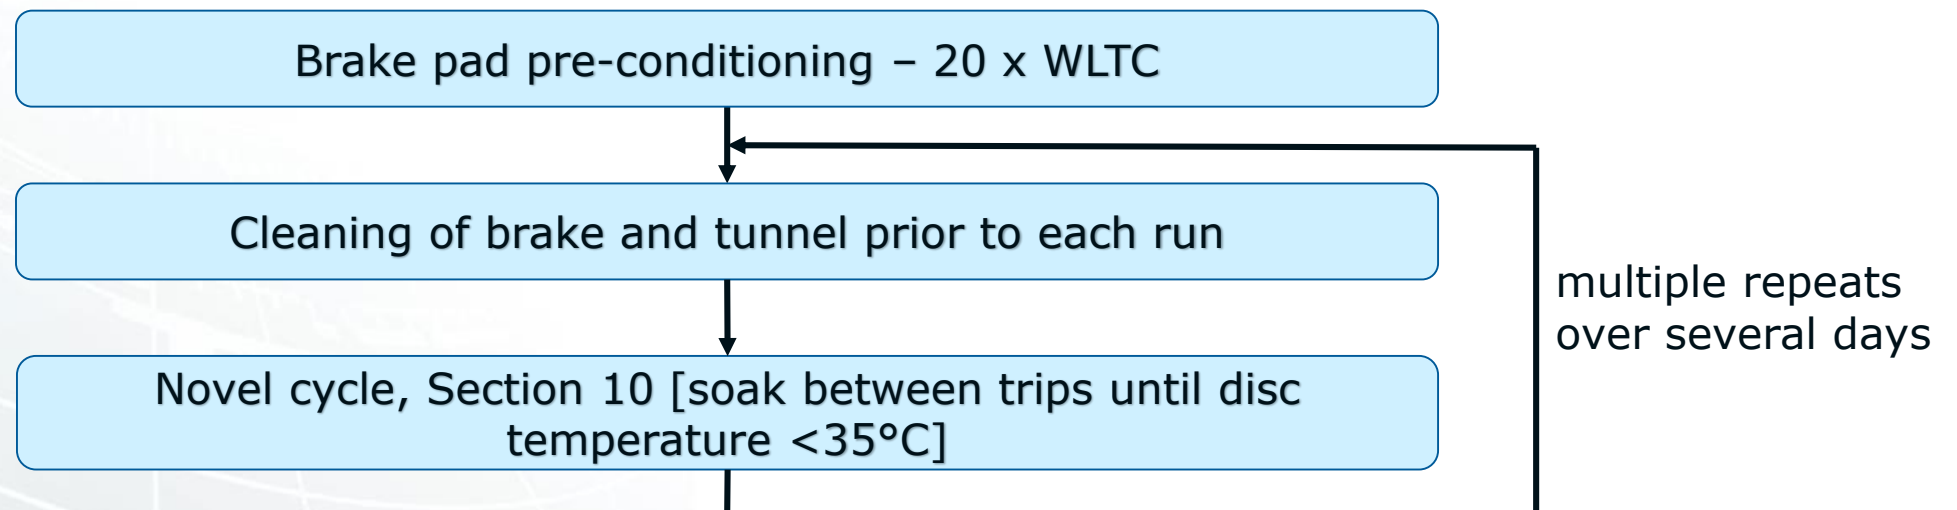 Brake pad pre-conditioning – 20 x WLTC
Cleaning of brake and tunnel prior to each run
multiple repeats
over several days
Novel cycle, Section 10 [soak between trips until disc
temperature <35°C]